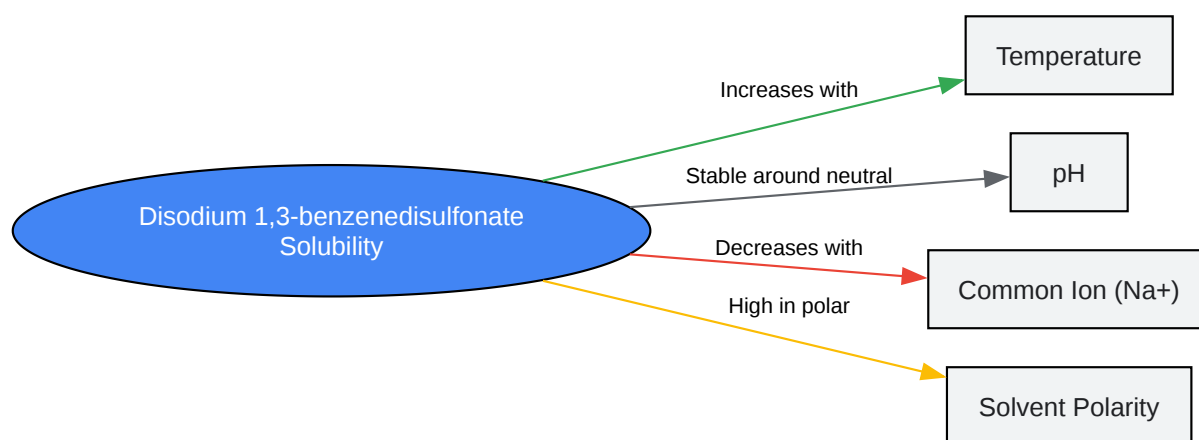 Temperature
Increases with
pH
Stable around neutral
Disodium 1,3-benzenedisulfonate
Solubility
Decreases with
Common Ion (Na+)
High in polar
Solvent Polarity